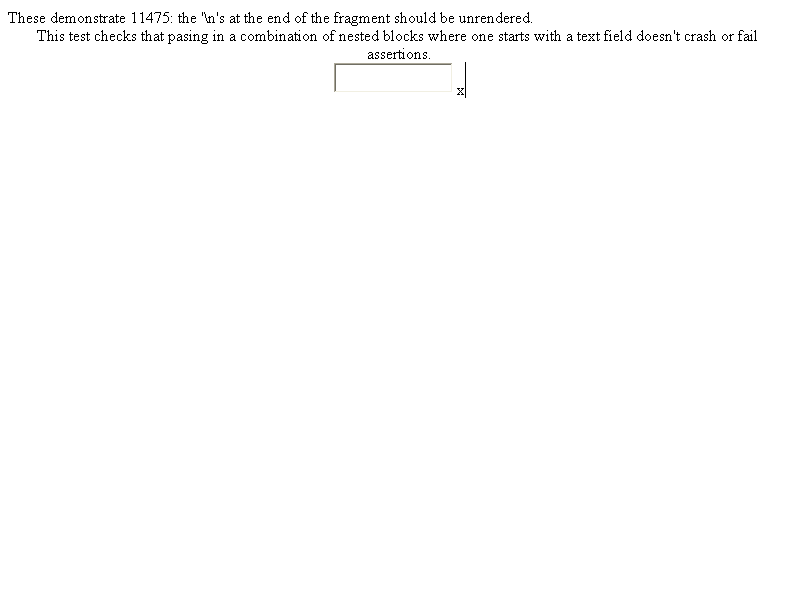 These demonstrate 11475: the '\n's at the end of the fragment should be unrendered.
This test checks that pasing in a combination of nested blocks where one starts with a text field doesn't crash or fail
assertions.
x